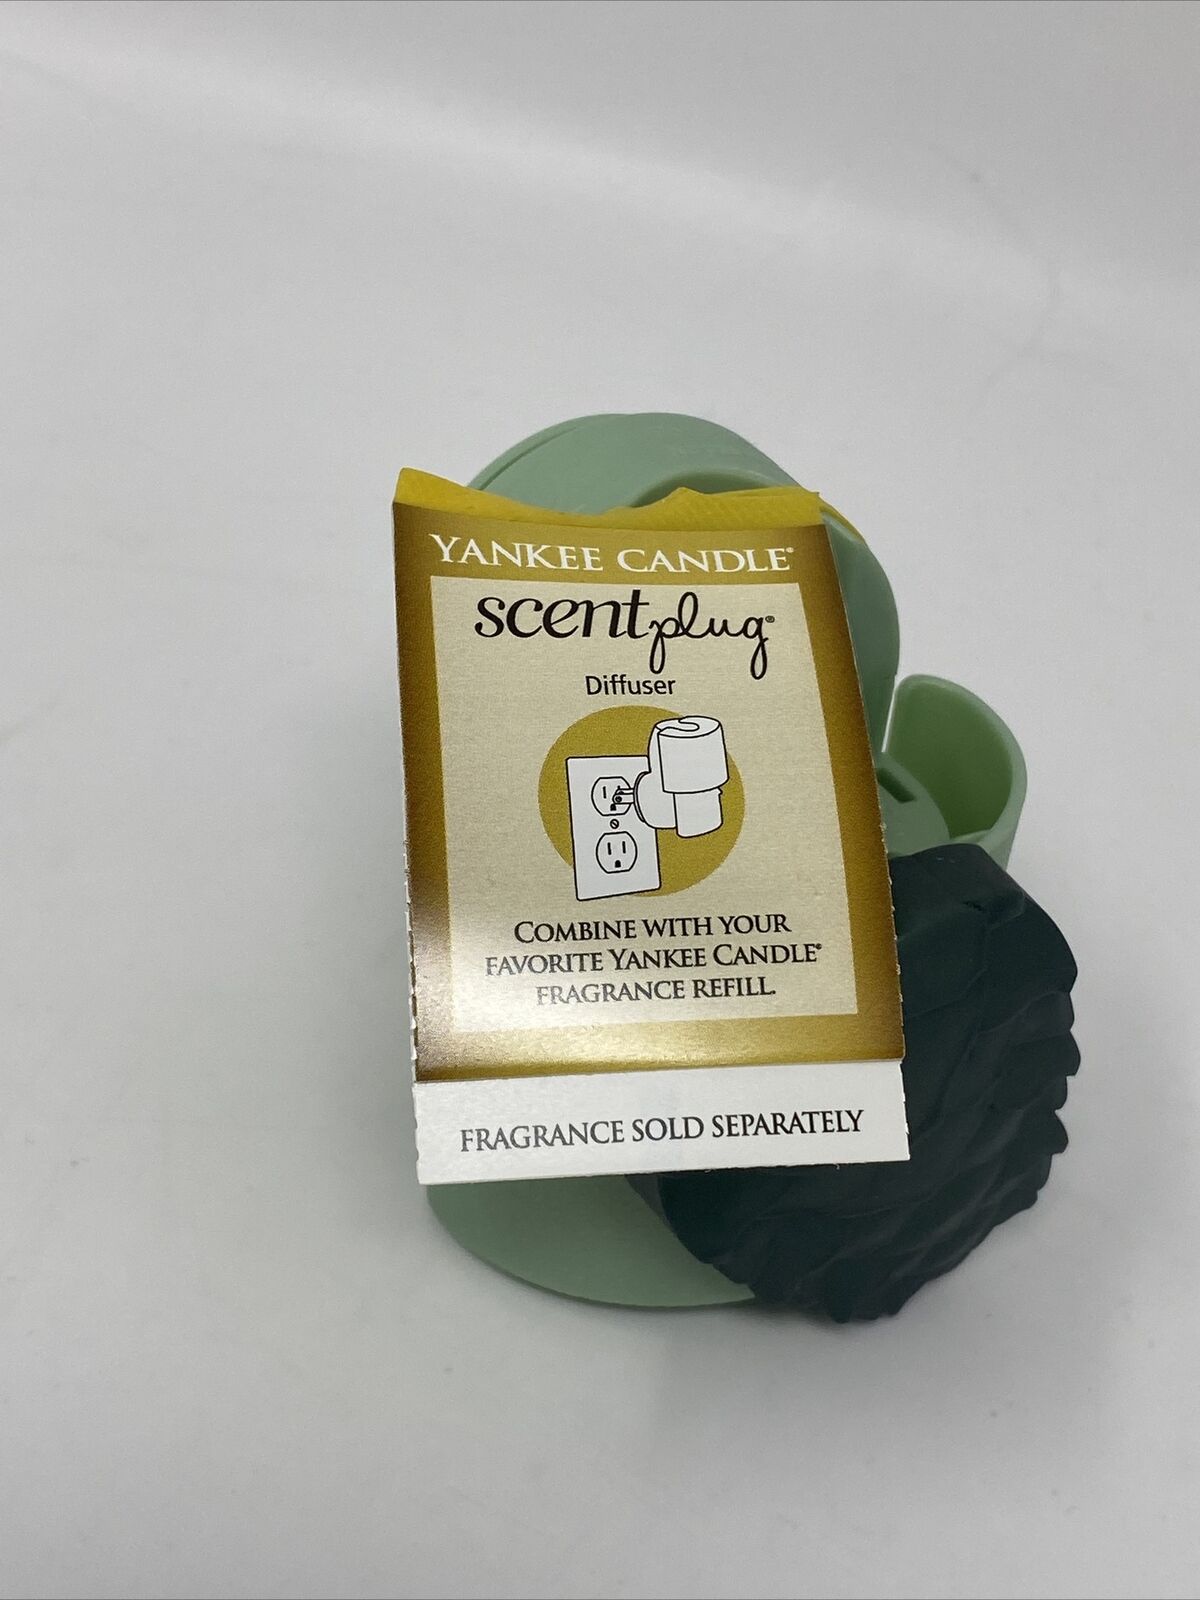 YANKEE CANDLE®
scentplug®
Diffuser
COMBINE WITH YOUR
FAVORITE YANKEE CANDLE®
FRAGRANCE REFILL.
FRAGRANCE SOLD SEPARATELY